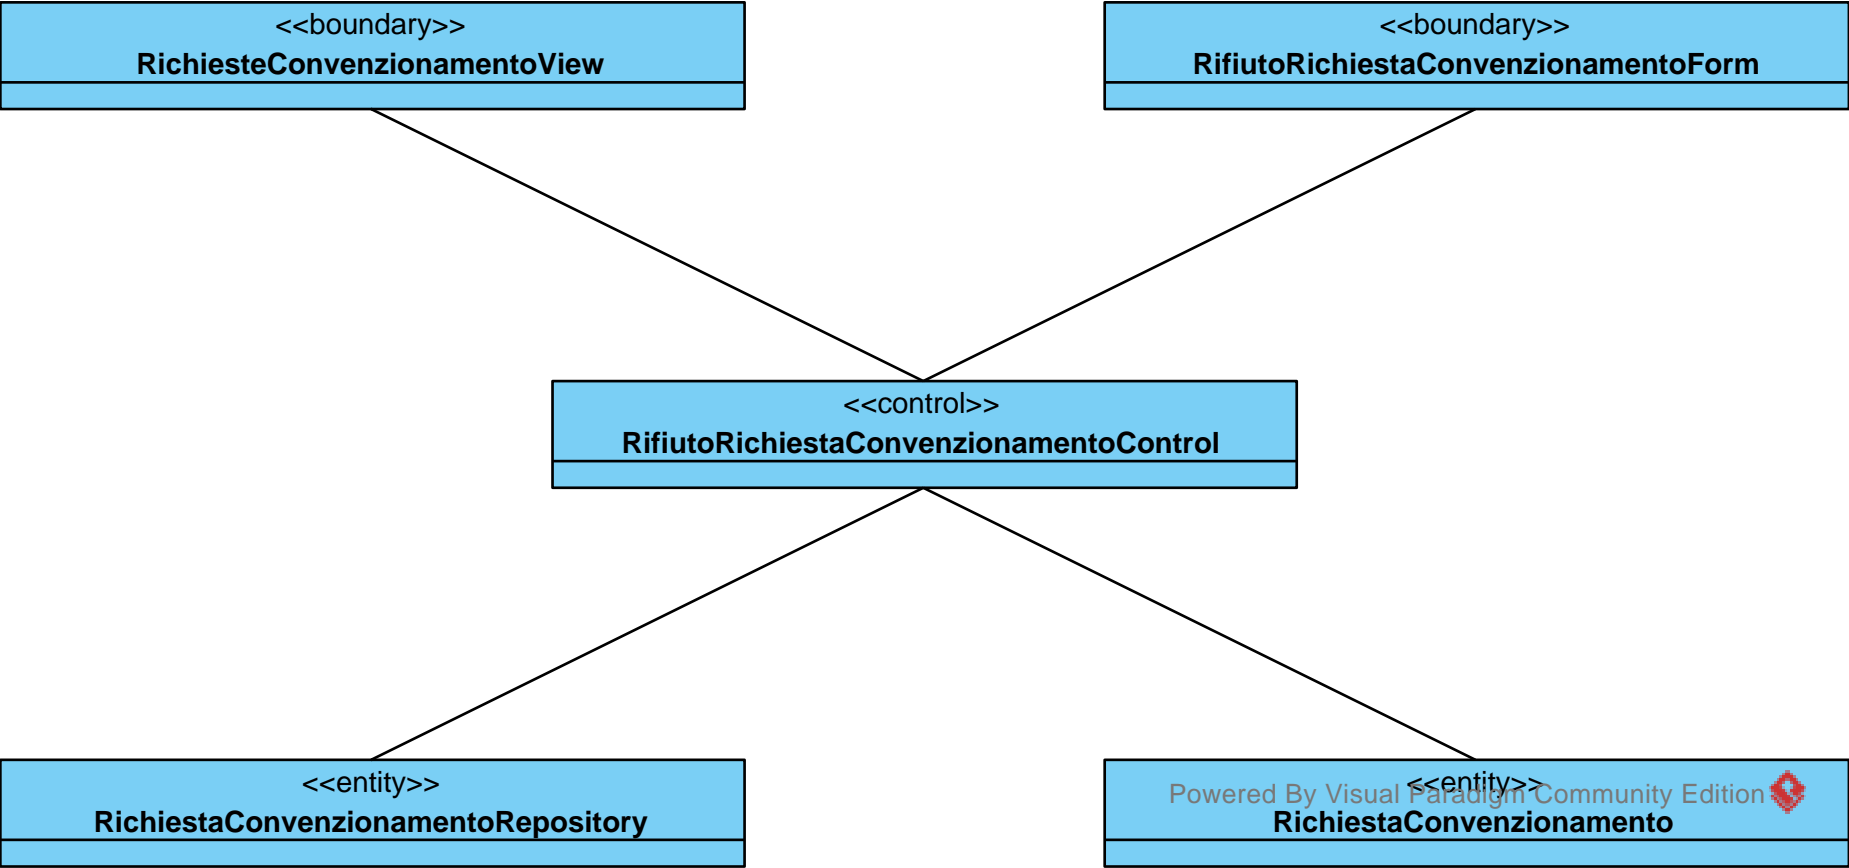 <<boundary>>
RichiesteConvenzionamentoView
<<boundary>>
RifiutoRichiestaConvenzionamentoForm
<<control>>
RifiutoRichiestaConvenzionamentoControl
<<entity>>
RichiestaConvenzionamentoRepository
<<entity>>
Powered By Visual Paradigm Community Edition
RichiestaConvenzionamento